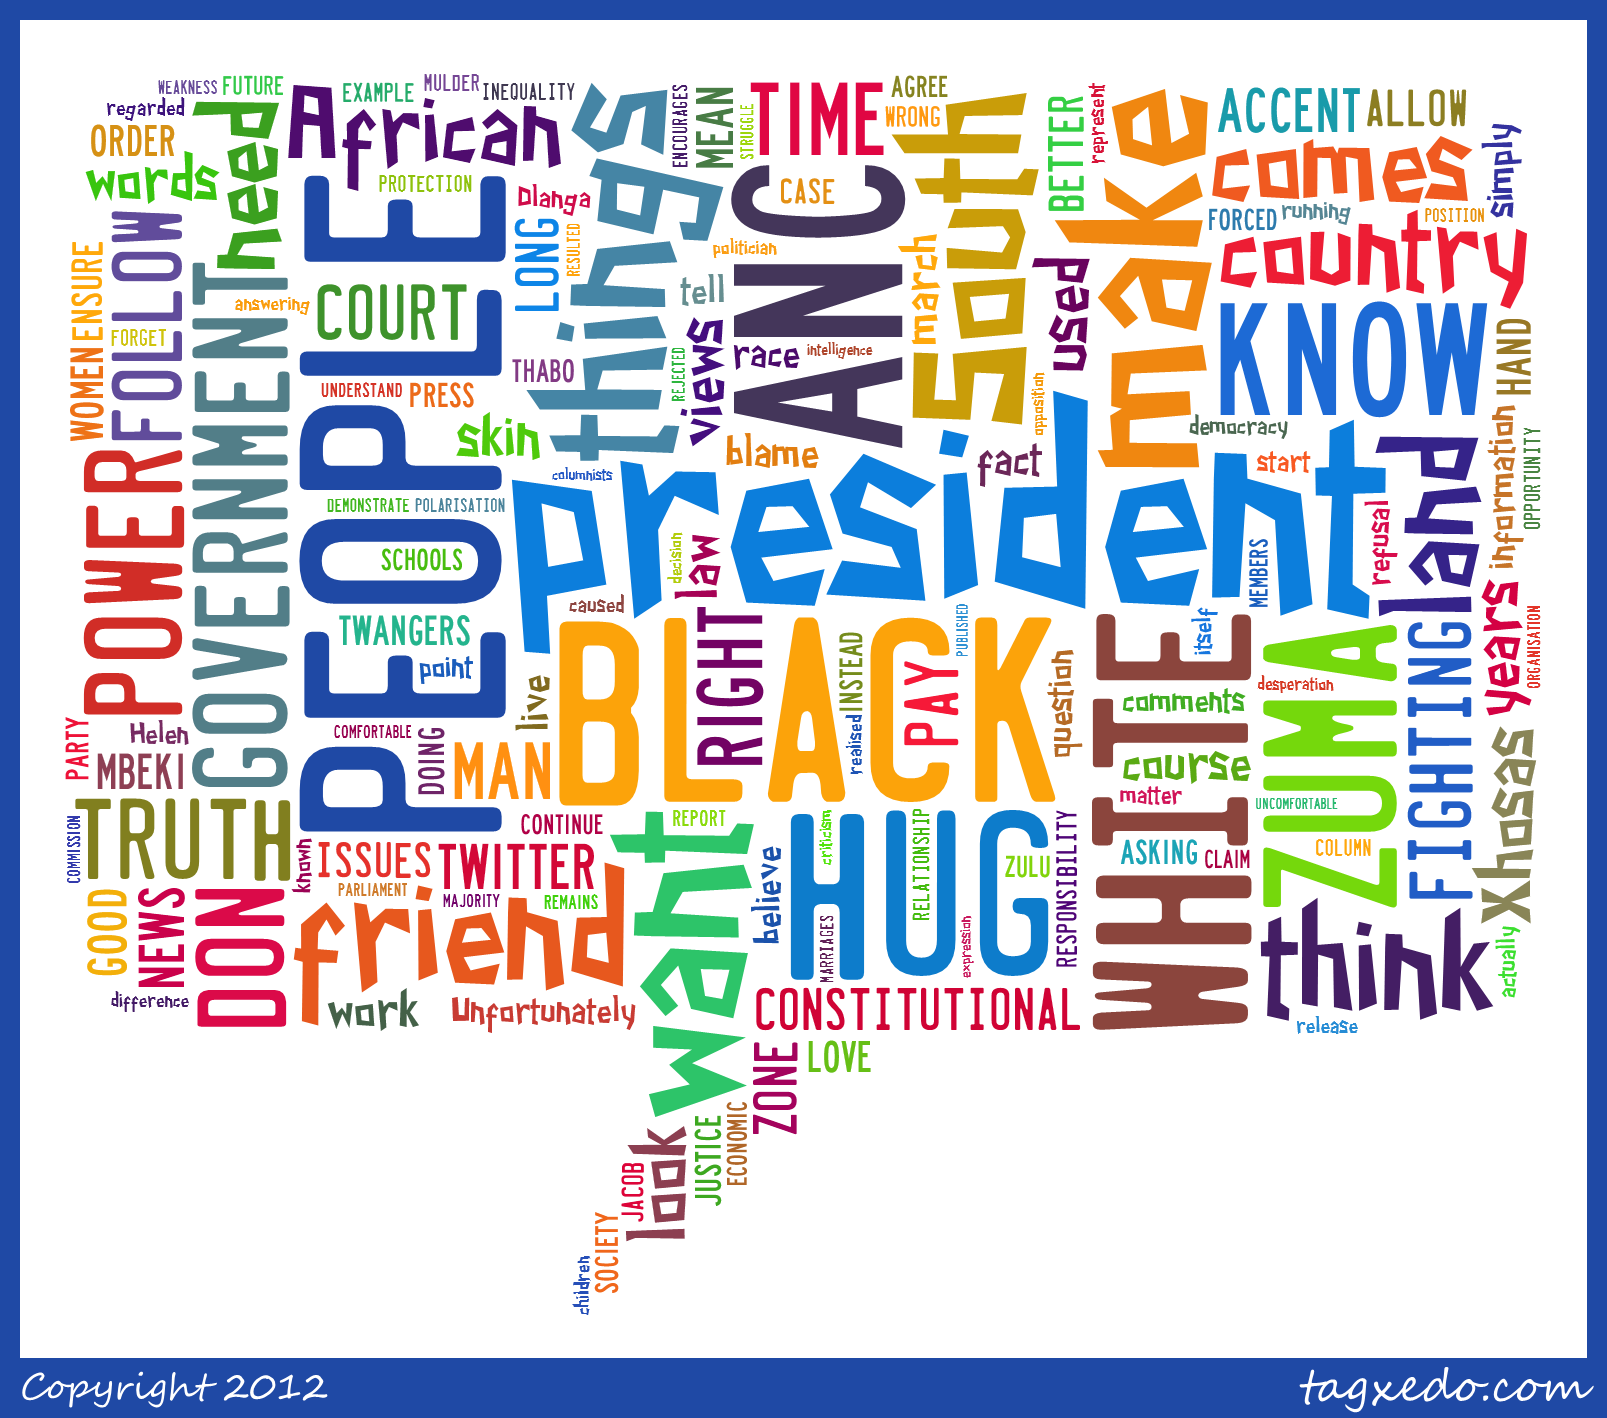 WEAKNESS
FUTURE
regarded
need
ORDER
words
African
EXAMPLE
MULDER
INEQUALITY
PROTECTION
things
ENCOURAGES
MEAN
STRUGGLE
TIME
AGREE
WRONG
South
BETTER
represent
make
ACCENT
ALLOW
comes
simply
FORCED
running
POSITION
country
KNOW
HAND
WOMEN
ENSURE
FOLLOW
FORGET
GOVERNMENT
answering
PEOPLE
COURT
Olanga
LONG
RESULTED
THABO
UNDERSTAND
PRESS
skin
politician
tell
views
REJECTED
race
intelligence
ANC
CASE
march
used
opposition
blame
fact
columnists
president
democracy
start
land
refusal
information
OPPORTUNITY
POWER
DEMONSTRATE
POLARISATION
SCHOOLS
TWANGERS
point
COMFORTABLE
DOING
MAN
live
caused
decision
law
RIGHT
BLACK
INSTEAD
realised
PAY
PUBLISHED
question
WHITE
MEMBERS
itself
comments
course
matter
desperation
UNCOMFORTABLE
ZUMA
COLUMN
FIGHTING
years
ORGANISATION
Xhosas
PARTY
Helen
MBEKI
TRUTH
COMMISSION
known
ISSUES
PARLIAMENT
TWITTER
CONTINUE
MAJORITY
REMAINS
friend
want
REPORT
believe
HUG
criticism
MARRIAGES
RELATIONSHIP
expression
ZULU
RESPONSIBILITY
ASKING
CLAIM
think
release
actually
GOOD
NEWS
difference
DON
work
Unfortunately
CONSTITUTIONAL
ZONE
LOVE
look
JUSTICE
ECONOMIC
JACOB
SOCIETY
children
Copyright 2012
tagxedo.com